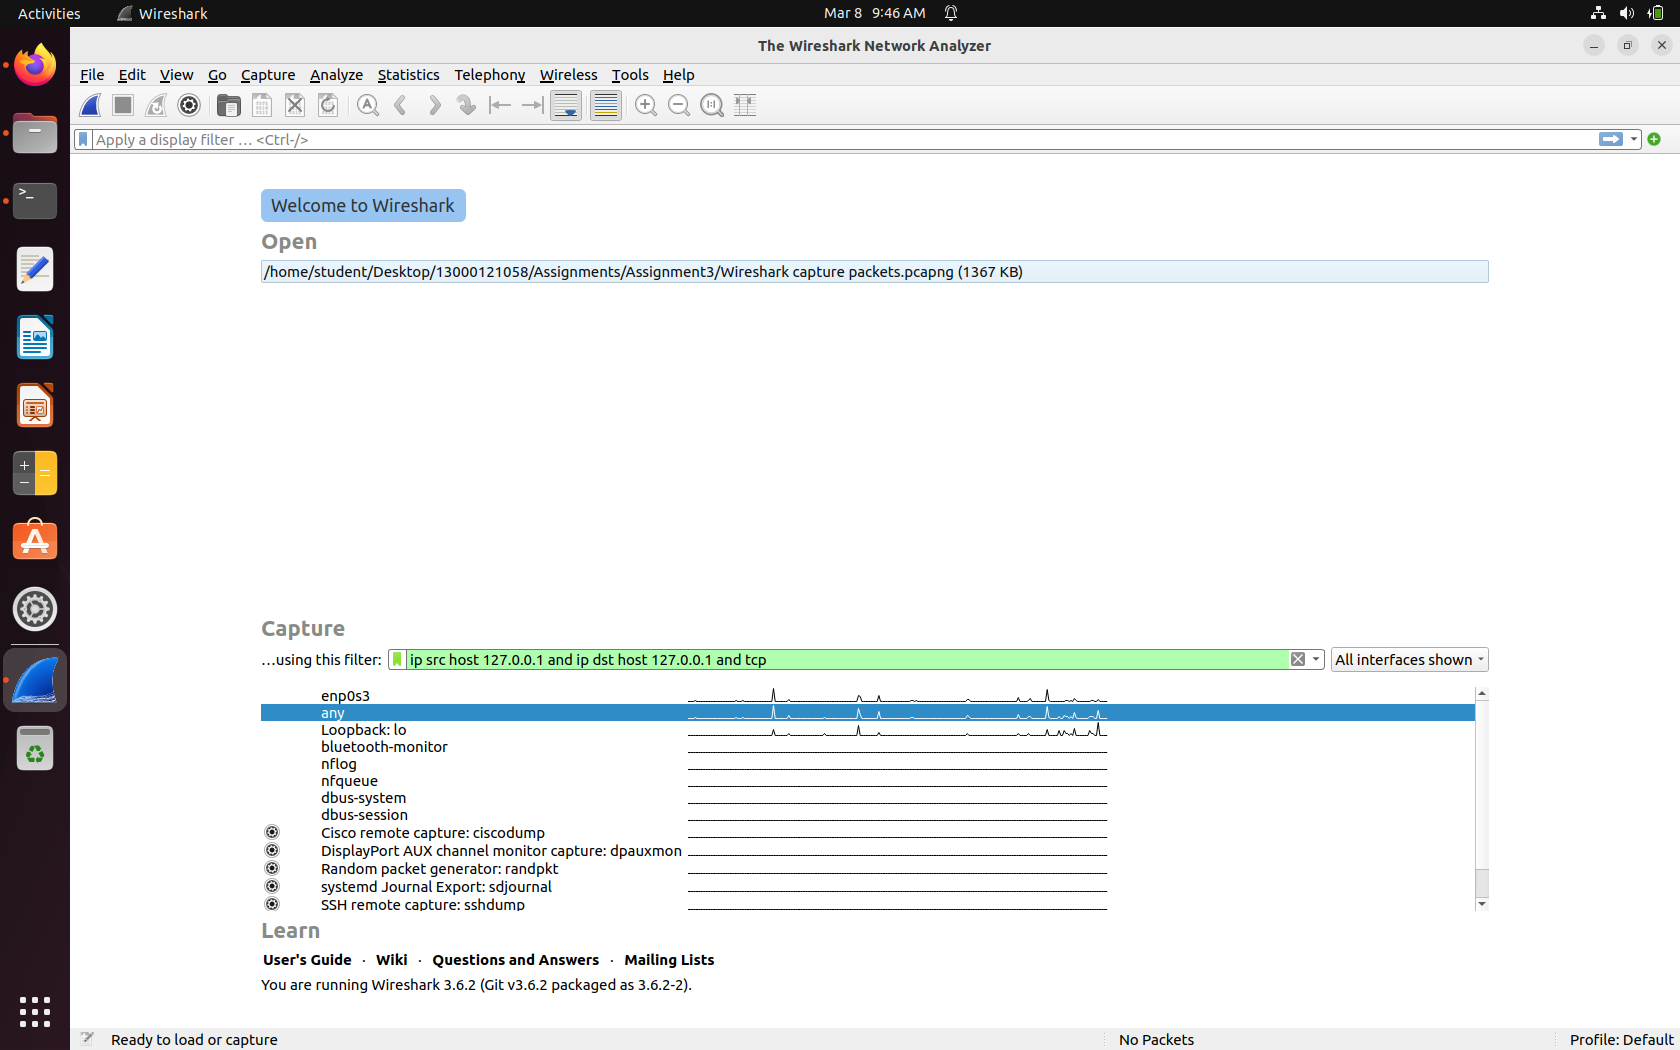 Activities Wireshark Mar 8 9:46 AM
The Wireshark Network Analyzer
File Edit View Go Capture Analyze Statistics Telephony Wireless Tools Help
Apply a display filter … <Ctrl-/>
Welcome to Wireshark
Open
/home/student/Desktop/13000121058/Assignments/Assignment3/Wireshark capture packets.pcapng (1367 KB)
Capture
…using this filter: ip src host 127.0.0.1 and ip dst host 127.0.0.1 and tcp All interfaces shown
enp0s3
any
Loopback: lo
bluetooth-monitor
nflog
nfqueue
dbus-system
dbus-session
Cisco remote capture: ciscodump
DisplayPort AUX channel monitor capture: dpauxmon
Random packet generator: randpkt
systemd Journal Export: sdjournal
SSH remote capture: sshdump
Learn
User's Guide · Wiki · Questions and Answers · Mailing Lists
You are running Wireshark 3.6.2 (Git v3.6.2 packaged as 3.6.2-2).
Ready to load or capture No Packets Profile: Default